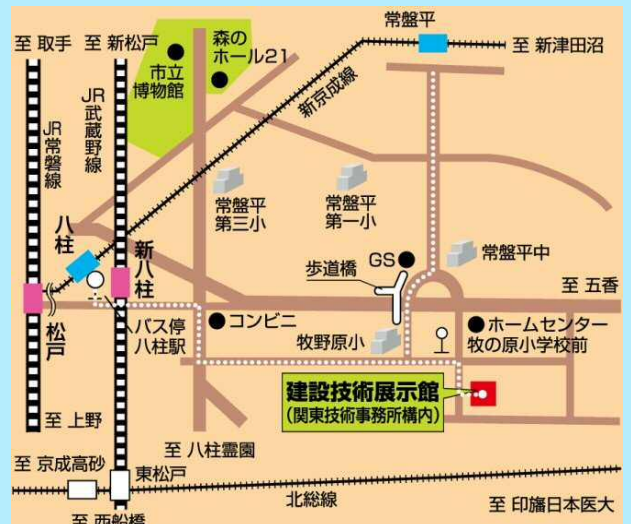 常盤平
至 取手
至 新松戸
森の
ホール21
市立
博物館
至 新津田沼
新京成線
JR常磐線
JR武蔵野線
常盤平
第三小
常盤平
第一小
八柱
新八柱
GS
常盤平中
歩道橋
至 五香
松戸
バス停
八柱駅
コンビニ
牧野原小
ホームセンター
牧の原小学校前
建設技術展示館
(関東技術事務所構内)
至 上野
至 八柱霊園
至 京成高砂
東松戸
北総線
至 印旛日本医大
至 西船橋